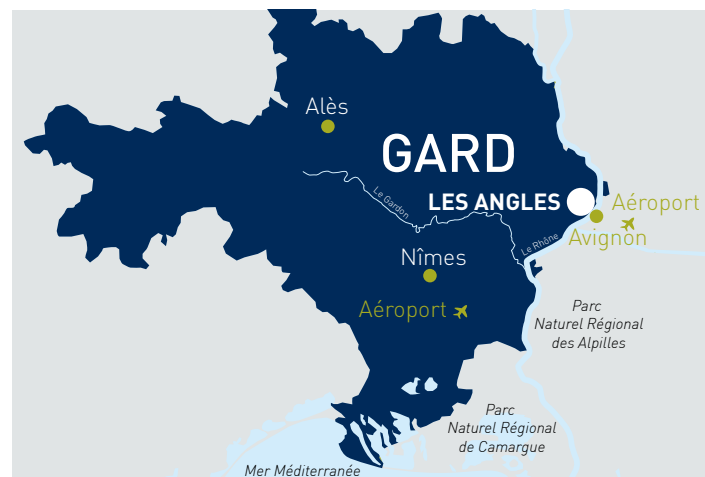 Alès
GARD
Le Gardon
LES ANGLES
Aéroport
Avignon
Le Rhône
Nîmes
Aéroport
Parc
Naturel Régional
des Alpilles
Parc
Naturel Régional
de Camargue
Mer Méditerranée